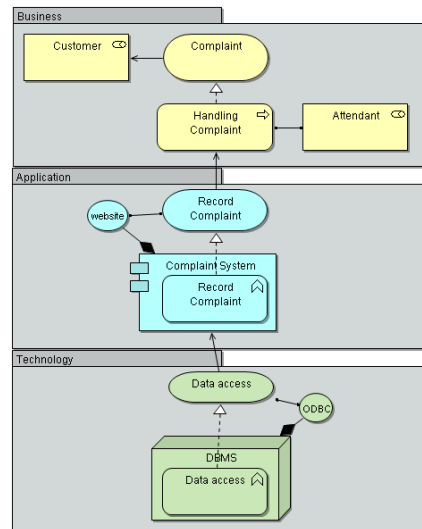 Business
Customer
Complaint
Handling
Complaint
Attendant
Application
website
Record
Complaint
Complaint System
Record
Complaint
Technology
Data access
ODBC
DBMS
Data access